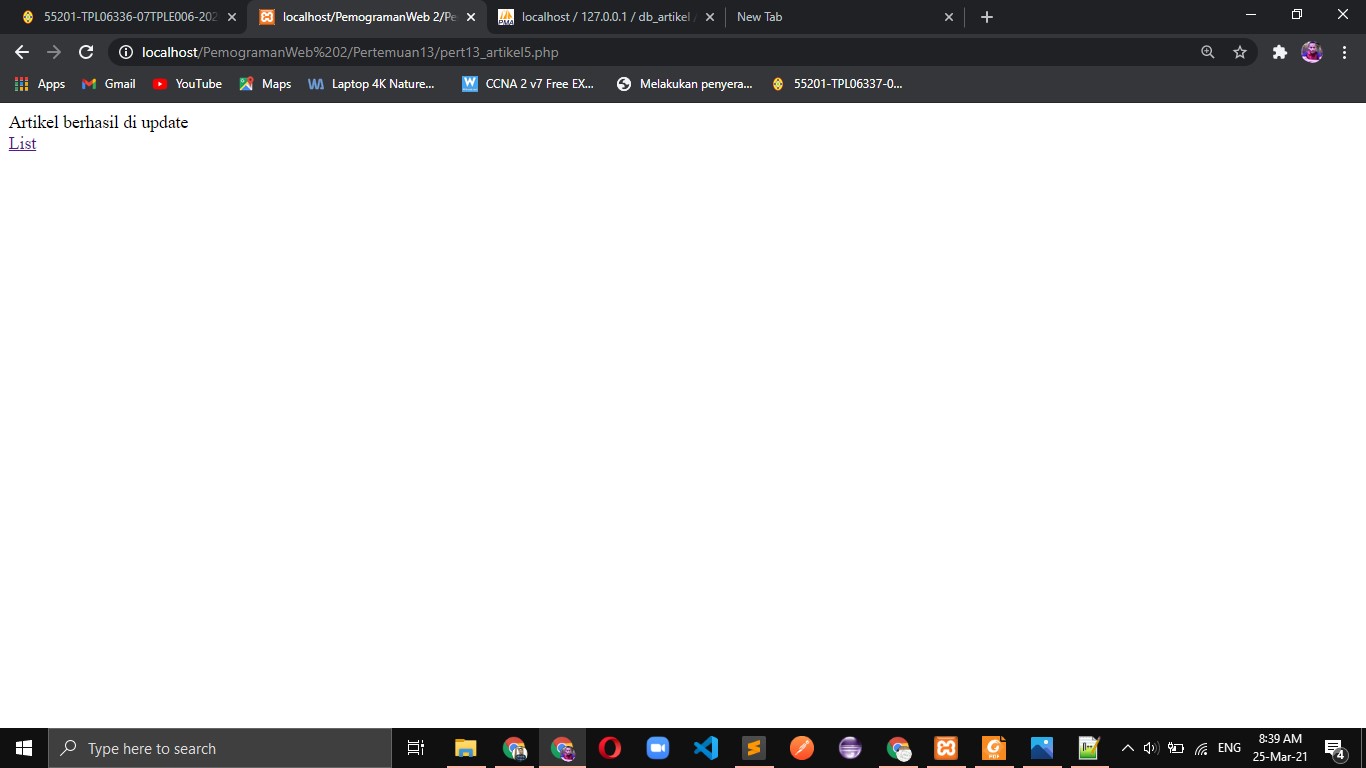 55201-TPL06336-07TPLE006-202
localhost/PemogramanWeb 2/Pe
localhost / 127.0.0.1 / db_artikel /
New Tab
localhost/PemogramanWeb%202/Pertemuan13/pert13_artikel5.php
Apps
Gmail
YouTube
Maps
Laptop 4K Nature...
CCNA 2 v7 Free EX...
Melakukan penyera...
55201-TPL06337-0...
Artikel berhasil di update
List
Type here to search
ENG
8:39 AM
25-Mar-21
4